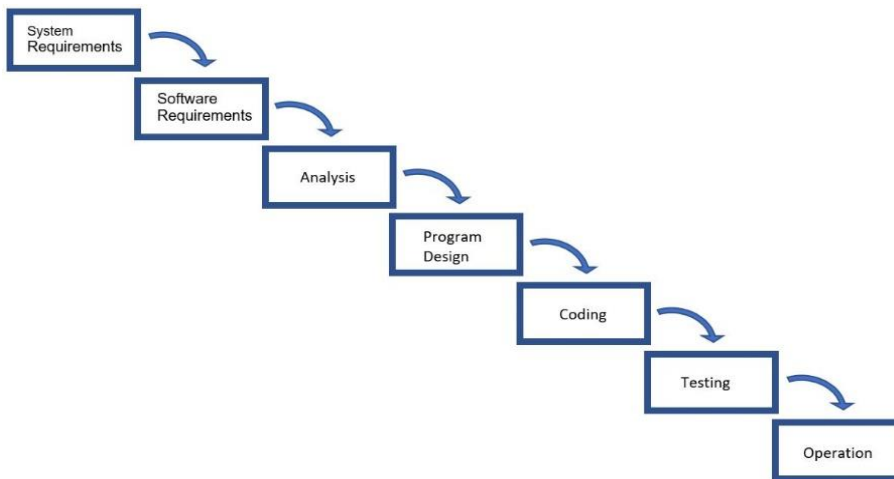 System
Requirements
Software
Requirements
Analysis
Program
Design
Coding
Testing
Operation